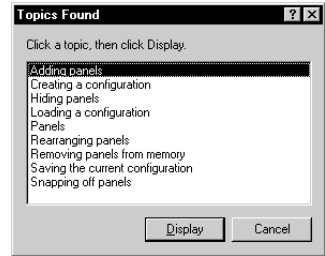 Topics Found
Click a topic, then click Display.
Adding panels
Creating a configuration
Hiding panels
Loading a configuration
Panels
Rearranging panels
Removing panels from memory
Saving the current configuration
Snapping off panels
Display
Cancel